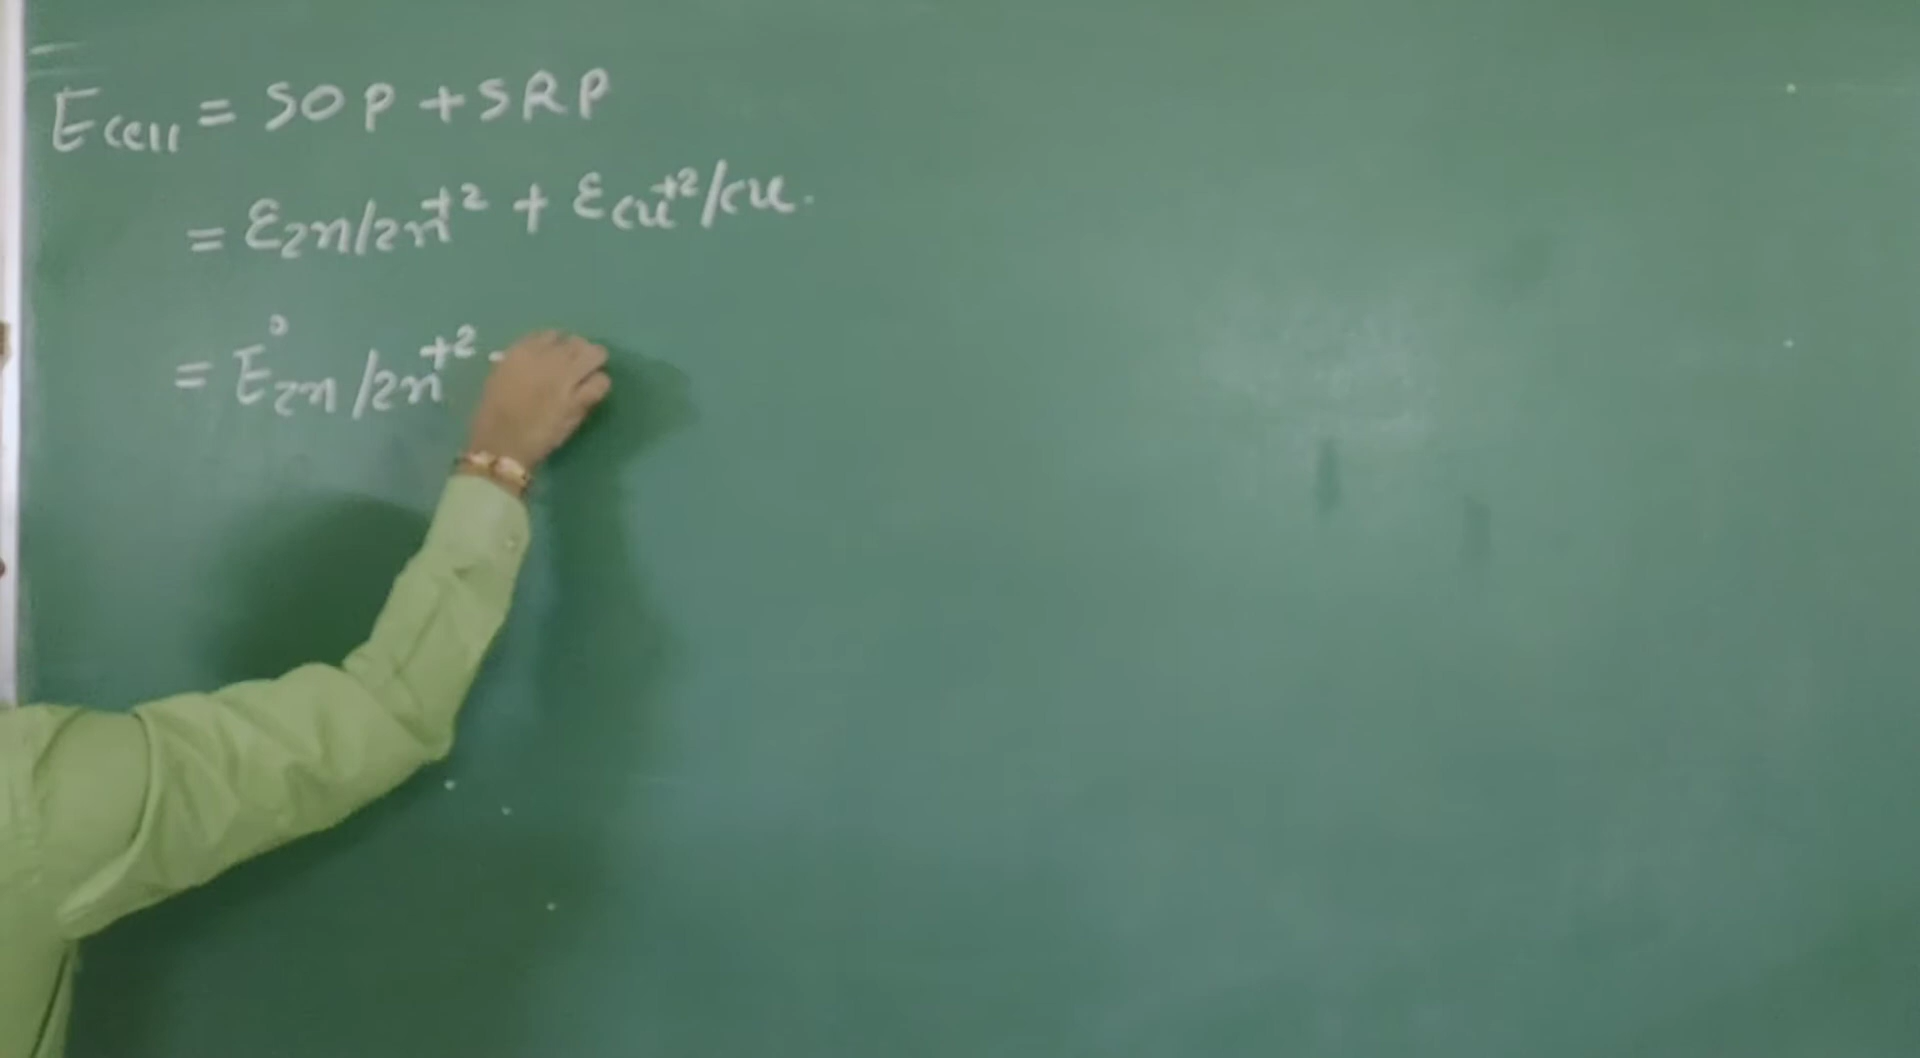 Ecell = SOP + SRP
= EZn/Zn+2 + ECu+2/Cu.
= E°Zn/Zn+2 -